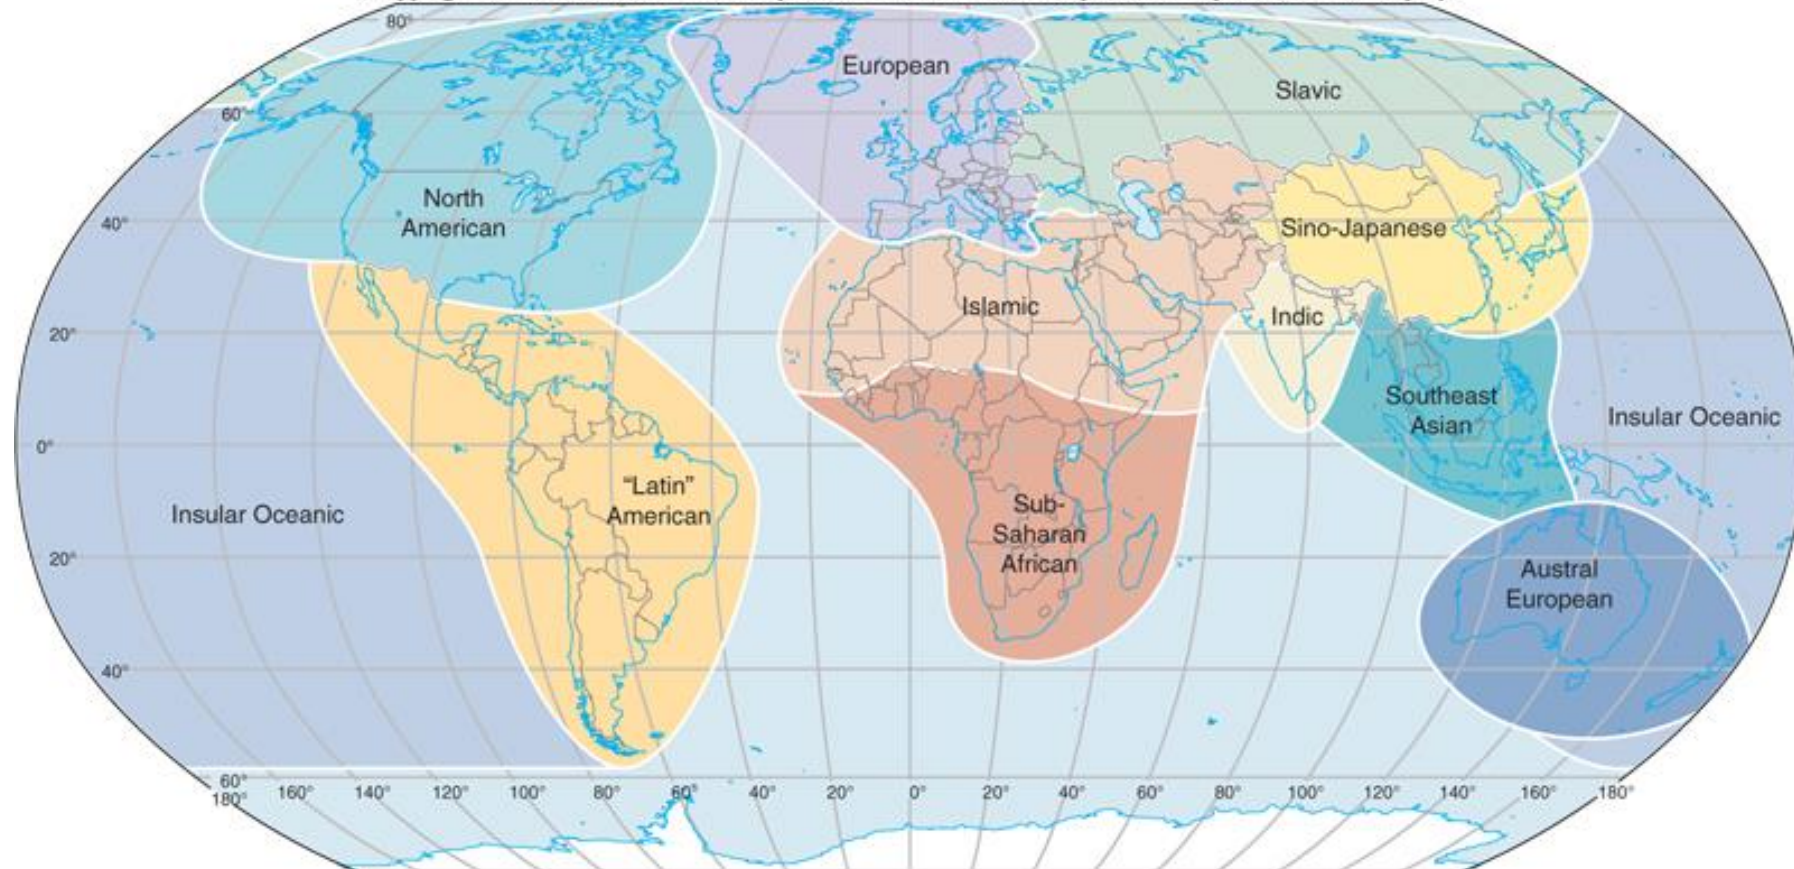 80°
European
Slavic
60°
North
American
40°
Sino-Japanese
Islamic
Indic
20°
Southeast
Asian
Insular Oceanic
0°
"Latin"
American
Insular Oceanic
Sub-
Saharan
African
20°
Austral
European
40°
60°
180° 160° 140° 120° 100° 80° 60° 40° 20° 0° 20° 40° 60° 80° 100° 120° 140° 160° 180°